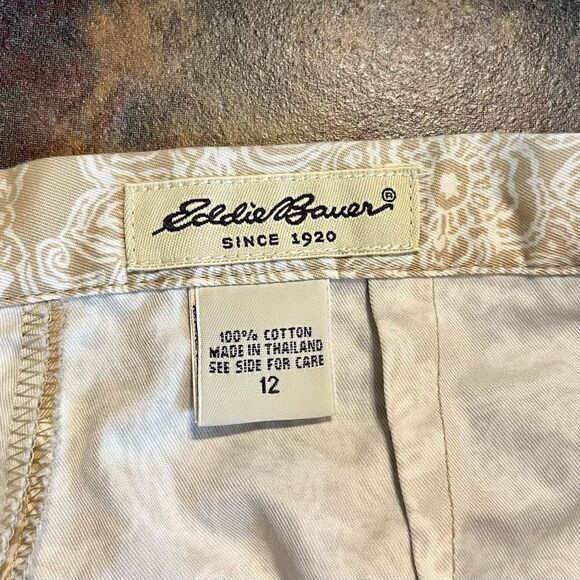 Eddie Bauer®
SINCE 1920
100% COTTON
MADE IN THAILAND
SEE SIDE FOR CARE
12